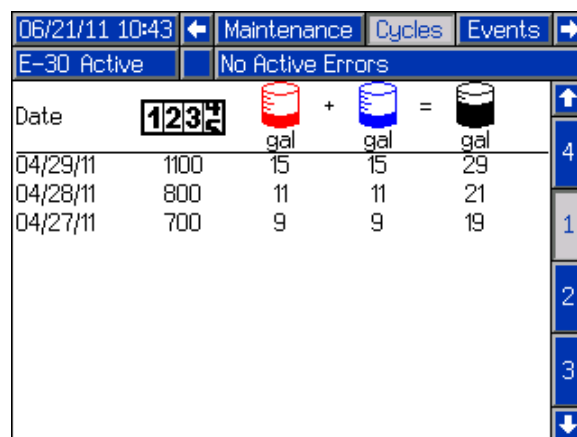 06/21/11 10:43 Maintenance Cycles Events
E-30 Active No Active Errors
Date 1234 + =
5
gal gal gal
04/29/11 1100 15 15 29
04/28/11 800 11 11 21
04/27/11 700 9 9 19
4
1
2
3